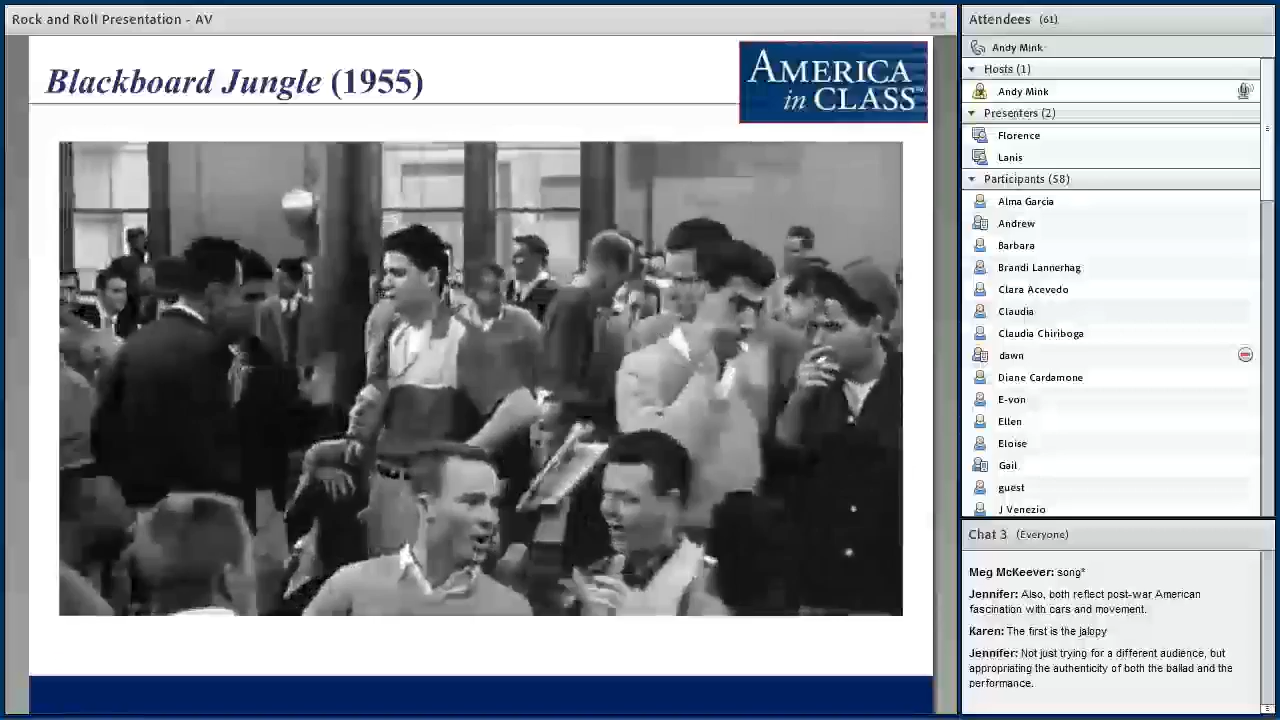 Rock and Roll Presentation - AV
Blackboard Jungle (1955)
AMERICA
in CLASS
Attendees (61)
Andy Mink
Hosts (1)
Andy Mink
Presenters (2)
Florence
Lanis
Participants (58)
Alma Garcia
Andrew
Barbara
Brandi Lannerhag
Clara Acevedo
Claudia
Claudia Chiriboga
dawn
Diane Cardamone
E-von
Ellen
Eloise
Gail
guest
J Venezio
Chat 3 (Everyone)
Meg McKeever: song*
Jennifer: Also, both reflect post-war American
fascination with cars and movement.
Karen: The first is the jalopy
Jennifer: Not just trying for a different audience, but
appropriating the authenticity of both the ballad and the
performance.